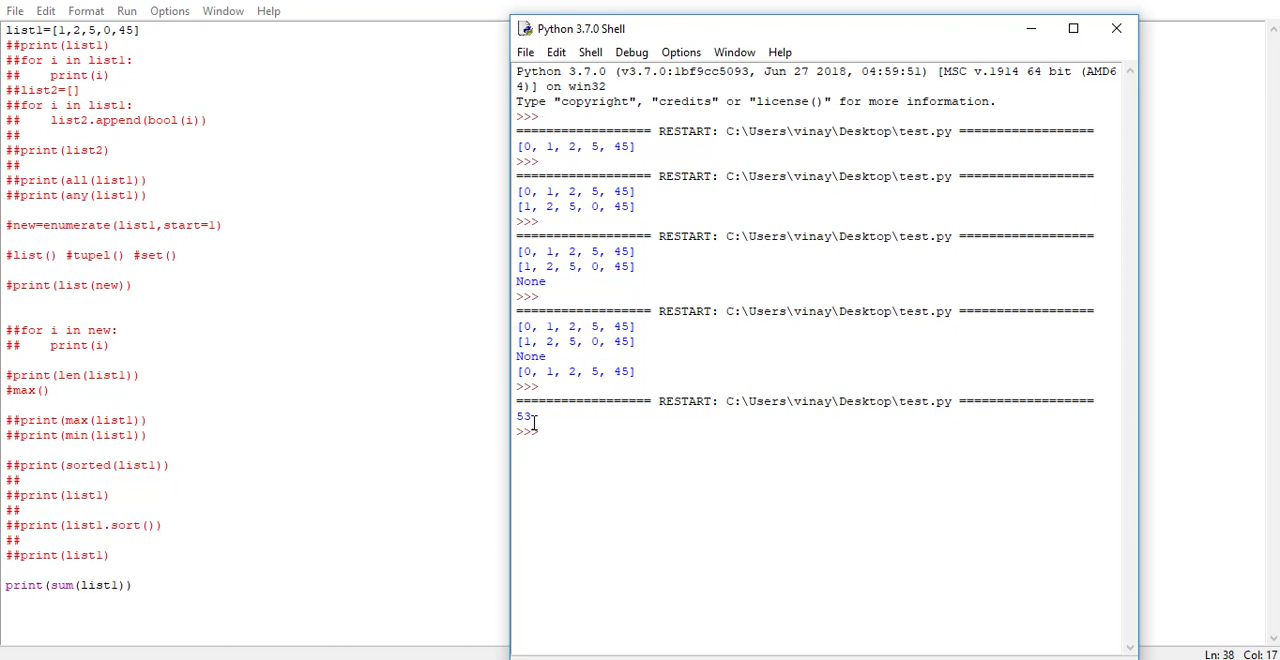 File Edit Format Run Options Window Help
list1=[1,2,5,0,45]
##print(list1)
##for i in list1:
##    print(i)
##list2=[]
##for i in list1:
##    list2.append(bool(i))
##
##print(list2)
##
##print(all(list1))
##print(any(list1))
#new=enumerate(list1,start=1)
#list() #tupel() #set()
#print(list(new))
##for i in new:
##    print(i)
#print(len(list1))
#max()
##print(max(list1))
##print(min(list1))
##print(sorted(list1))
##
##print(list1)
##
##print(list1.sort())
##
##print(list1)
print(sum(list1))
Python 3.7.0 Shell
File Edit Shell Debug Options Window Help
Python 3.7.0 (v3.7.0:1bf9cc5093, Jun 27 2018, 04:59:51) [MSC v.1914 64 bit (AMD6
4)] on win32
Type "copyright", "credits" or "license()" for more information.
>>>
================== RESTART: C:\Users\vinay\Desktop\test.py ==================
[0, 1, 2, 5, 45]
>>>
================== RESTART: C:\Users\vinay\Desktop\test.py ==================
[0, 1, 2, 5, 45]
[1, 2, 5, 0, 45]
>>>
================== RESTART: C:\Users\vinay\Desktop\test.py ==================
[0, 1, 2, 5, 45]
[1, 2, 5, 0, 45]
None
>>>
================== RESTART: C:\Users\vinay\Desktop\test.py ==================
[0, 1, 2, 5, 45]
[1, 2, 5, 0, 45]
None
[0, 1, 2, 5, 45]
>>>
================== RESTART: C:\Users\vinay\Desktop\test.py ==================
53
>>>
Ln: 38 Col: 17